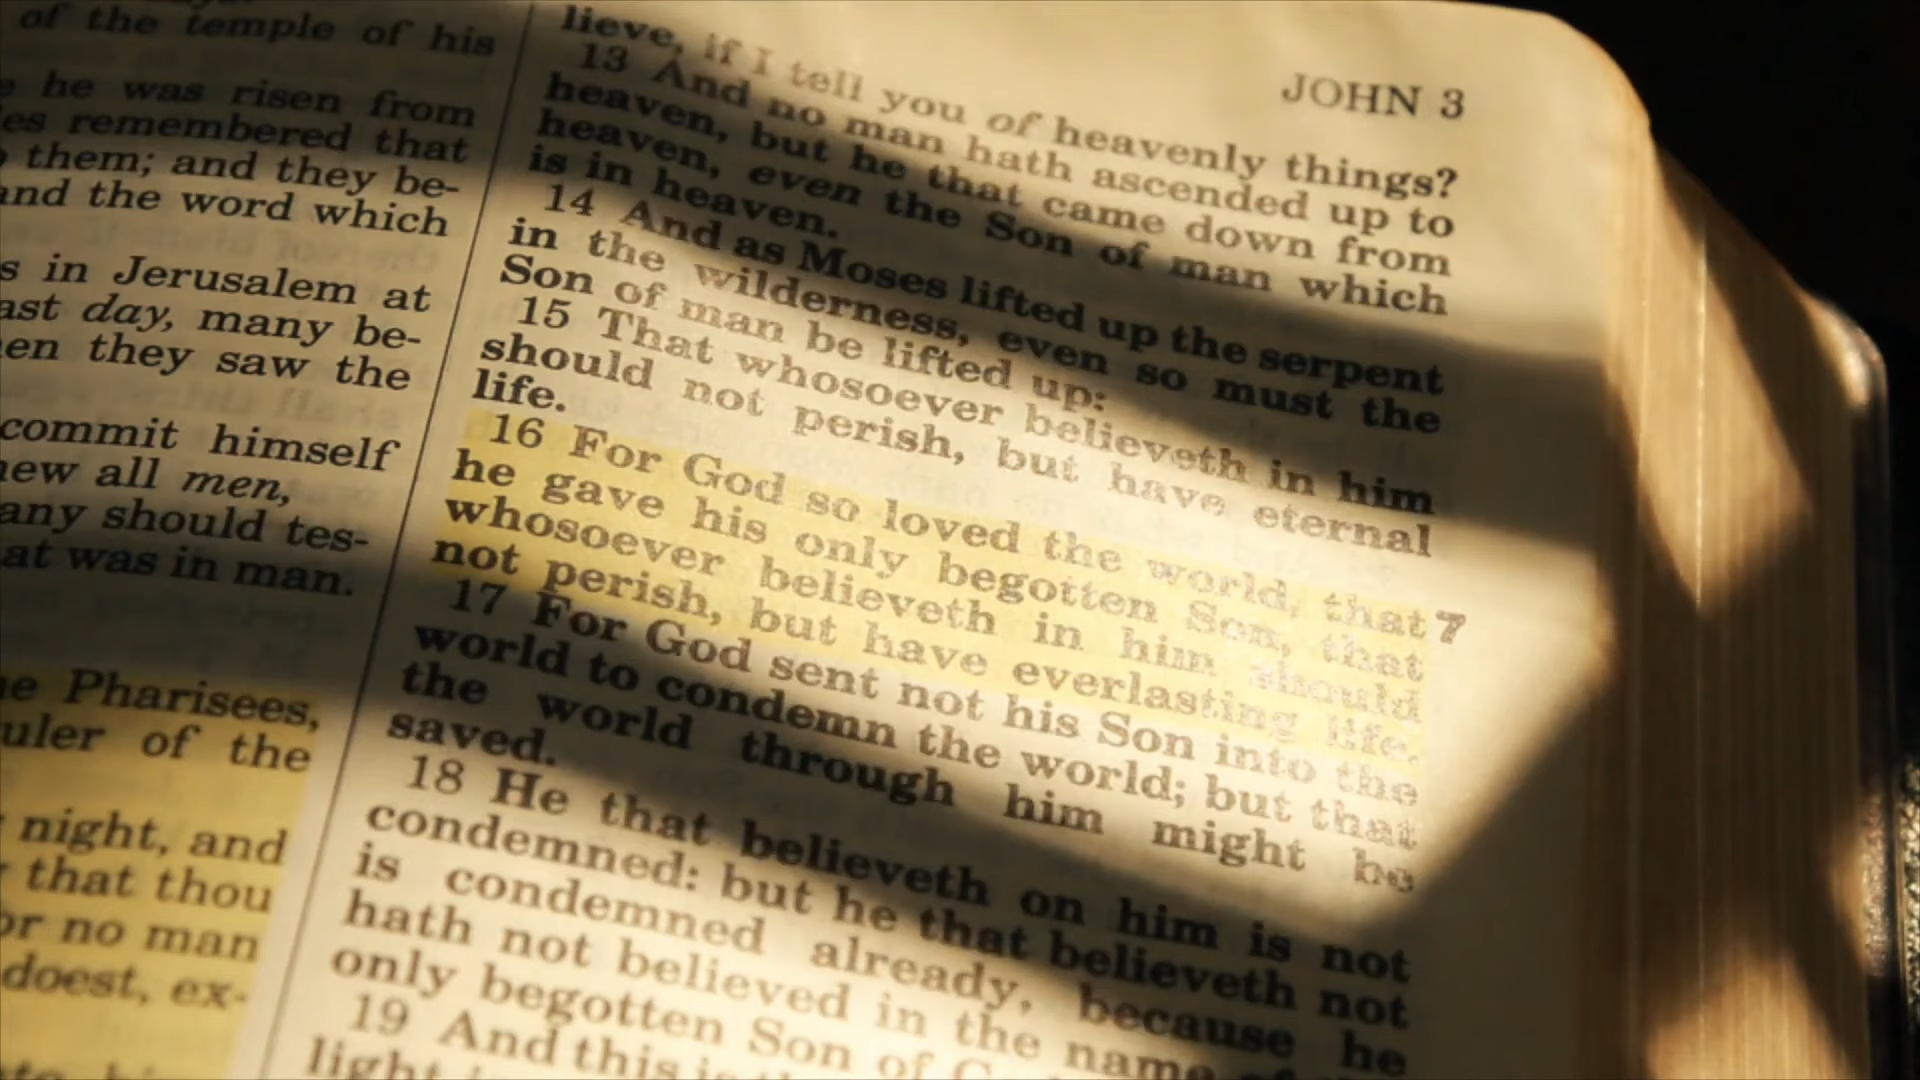 of the temple of his
he was risen from
remembered that
them; and they be-
and the word which
in Jerusalem at
day, many be-
they saw the
commit himself
all men,
any should tes-
at was in man.
Pharisees,
of the
night, and
that thou
no man
doest, ex-
JOHN 3
lieve, if I tell you of heavenly things?
13 And no man hath ascended up to
heaven, but he that came down from
heaven, even the Son of man which
is in heaven.
14 And as Moses lifted up the serpent
in the wilderness, even so must the
Son of man be lifted up:
15 That whosoever believeth in him
should not perish, but have eternal
life.
16 For God so loved the world, that 7
he gave his only begotten Son, that
whosoever believeth in him should
not perish, but have everlasting life.
17 For God sent not his Son into the
world to condemn the world; but that
the world through him might be
saved.
18 He that believeth on him is not
condemned: but he that believeth not
is condemned already, because he
hath not believed in the name of
only begotten Son of
19 And this is
light